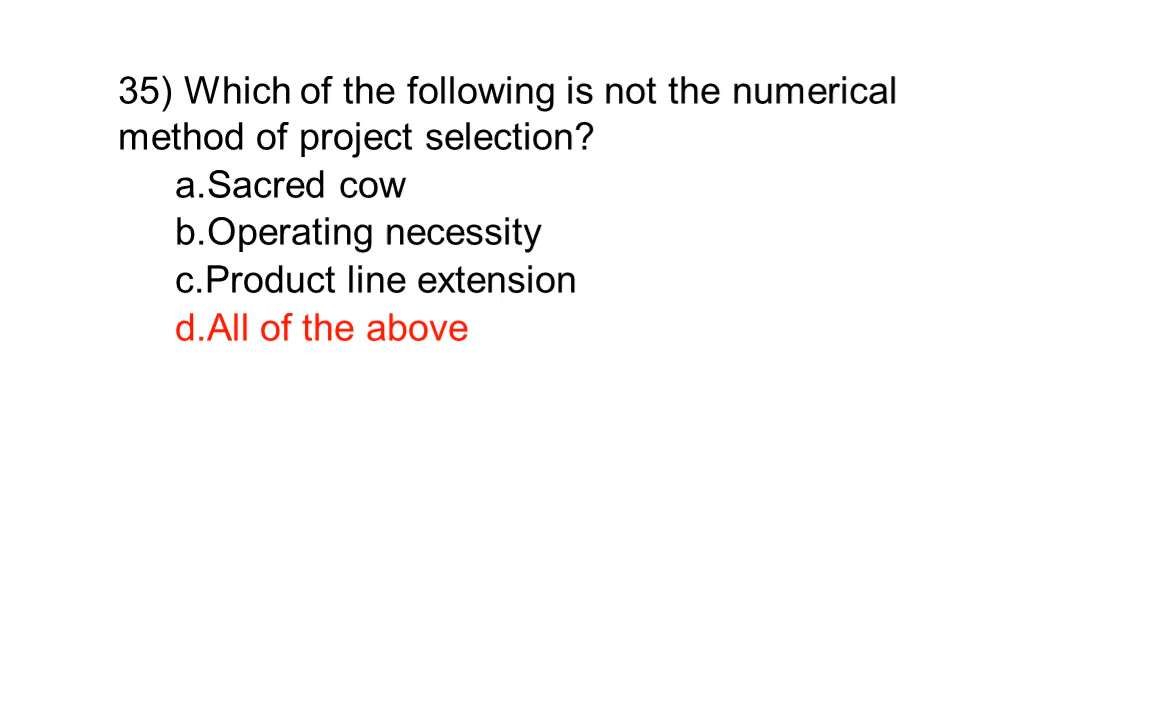 35) Which of the following is not the numerical
method of project selection?
a.Sacred cow
b.Operating necessity
c.Product line extension
d.All of the above